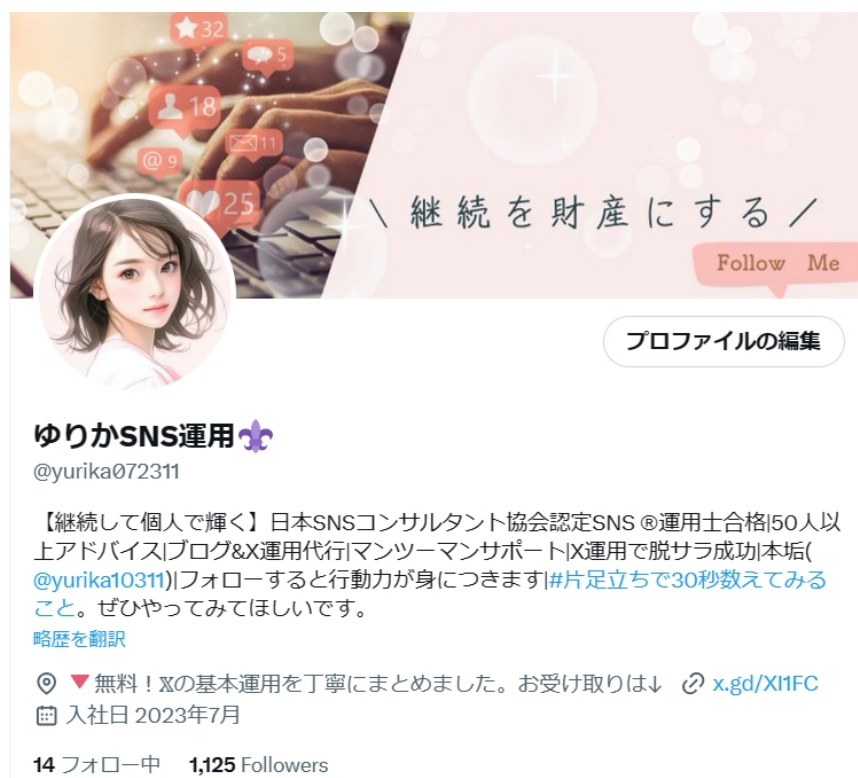 32
5
18
11
@ 9
25
\ 継続を財産にする /
Follow Me
プロファイルの編集
ゆりかSNS運用⚜
@yurika072311
【継続して個人で輝く】日本SNSコンサルタント協会認定SNS ®運用士合格|50人以
上アドバイス|ブログ&X運用代行|マンツーマンサポート|X運用で脱サラ成功|本垢(
@yurika10311)|フォローすると行動力が身につきます|#片足立ちで30秒数えてみる
こと。ぜひやってみてほしいです。
略歴を翻訳
🔻無料！𝕏の基本運用を丁寧にまとめました。お受け取りは↓ x.gd/XI1FC
入社日 2023年7月
14 フォロー中 1,125 Followers